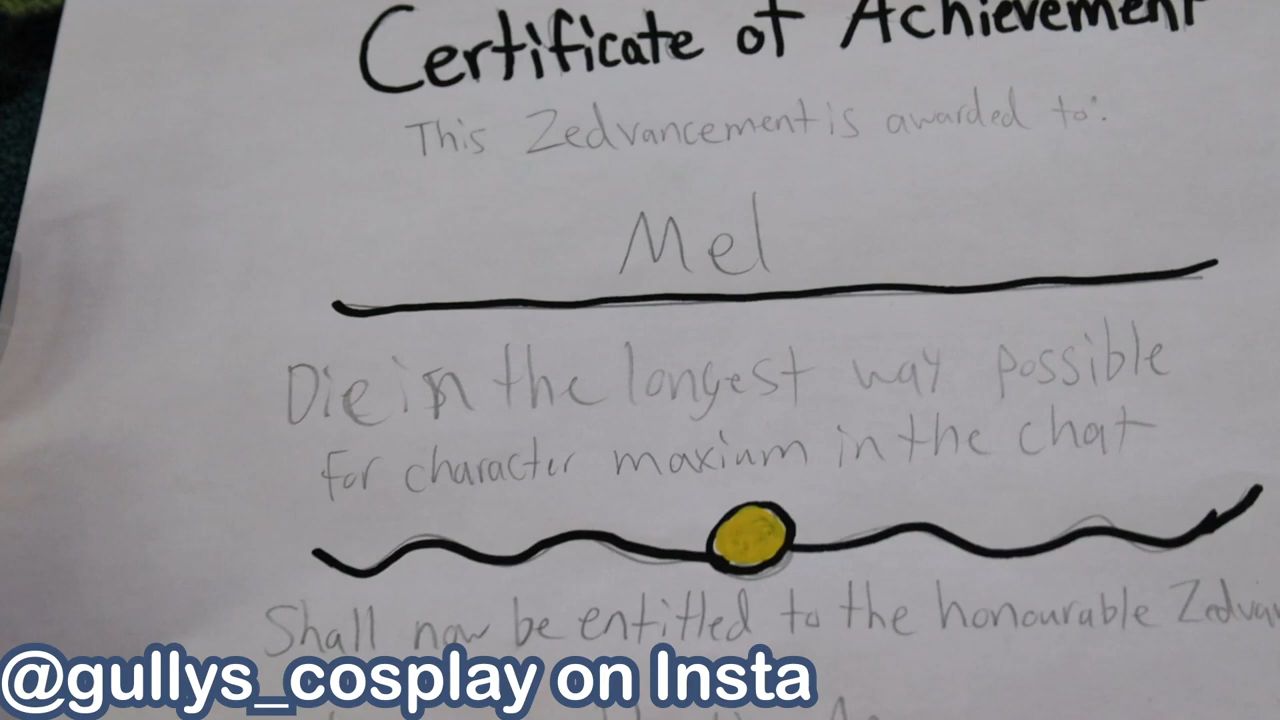 Certificate of Achievement
This Zedvancement is awarded to:
Mel
Die in the longest way possible
For character maxium in the chat
Shall now be entitled to the honourable
@gullys_cosplay on Insta